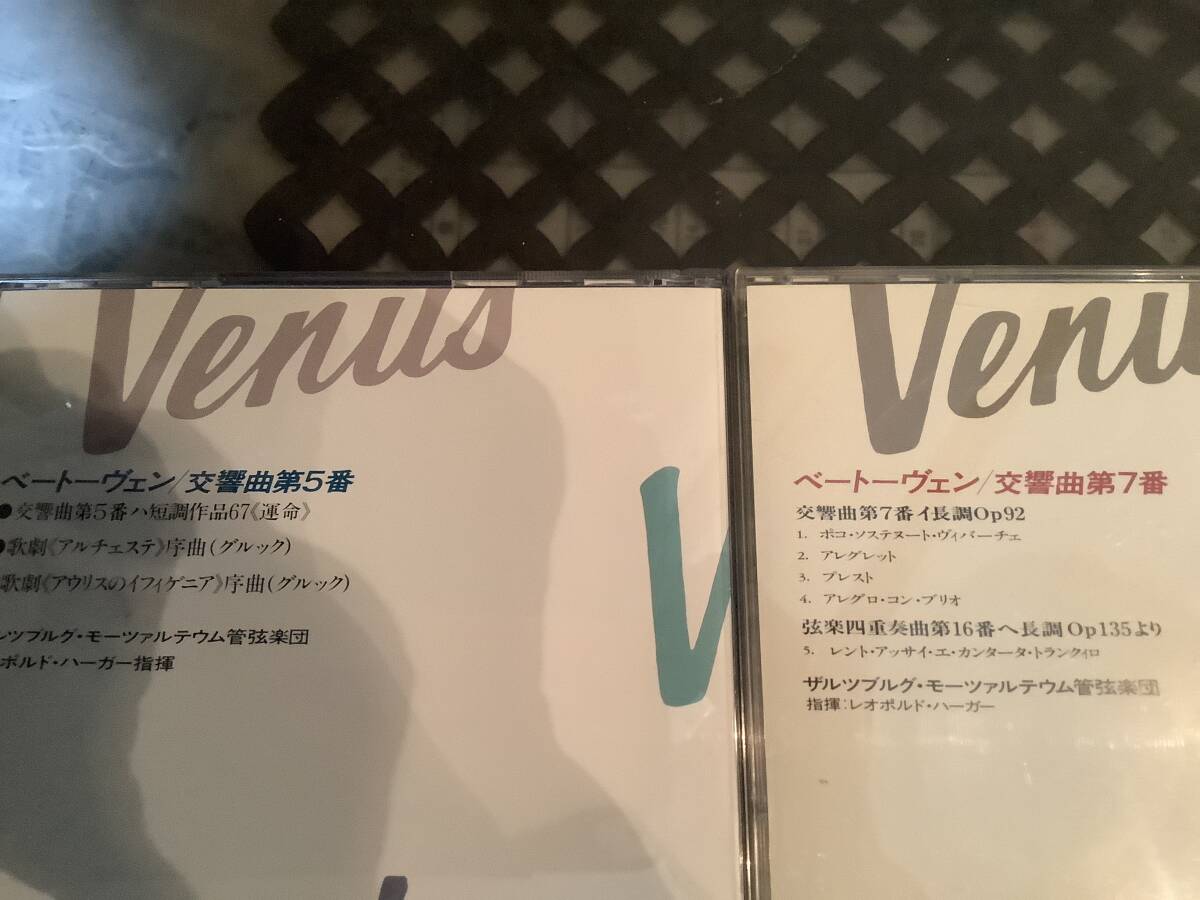 Venus
ベートーヴェン/交響曲第5番
●交響曲第5番ハ短調作品67《運命》
●歌劇《アルチェステ》序曲(グルック)
歌劇《アウリスのイフィゲニア》序曲(グルック)
ルツブルグ・モーツァルテウム管弦楽団
ポルド・ハーガー指揮
V
Venu
ベートーヴェン/交響曲第7番
交響曲第7番イ長調Op92
1. ポコ・ソステヌート・ヴィバーチェ
2. アレグレット
3. プレスト
4. アレグロ・コン・ブリオ
弦楽四重奏曲第16番ヘ長調Op135より
5. レント・アッサイ・エ・カンタータ・トランクィロ
ザルツブルグ・モーツァルテウム管弦楽団
指揮:レオポルド・ハーガー